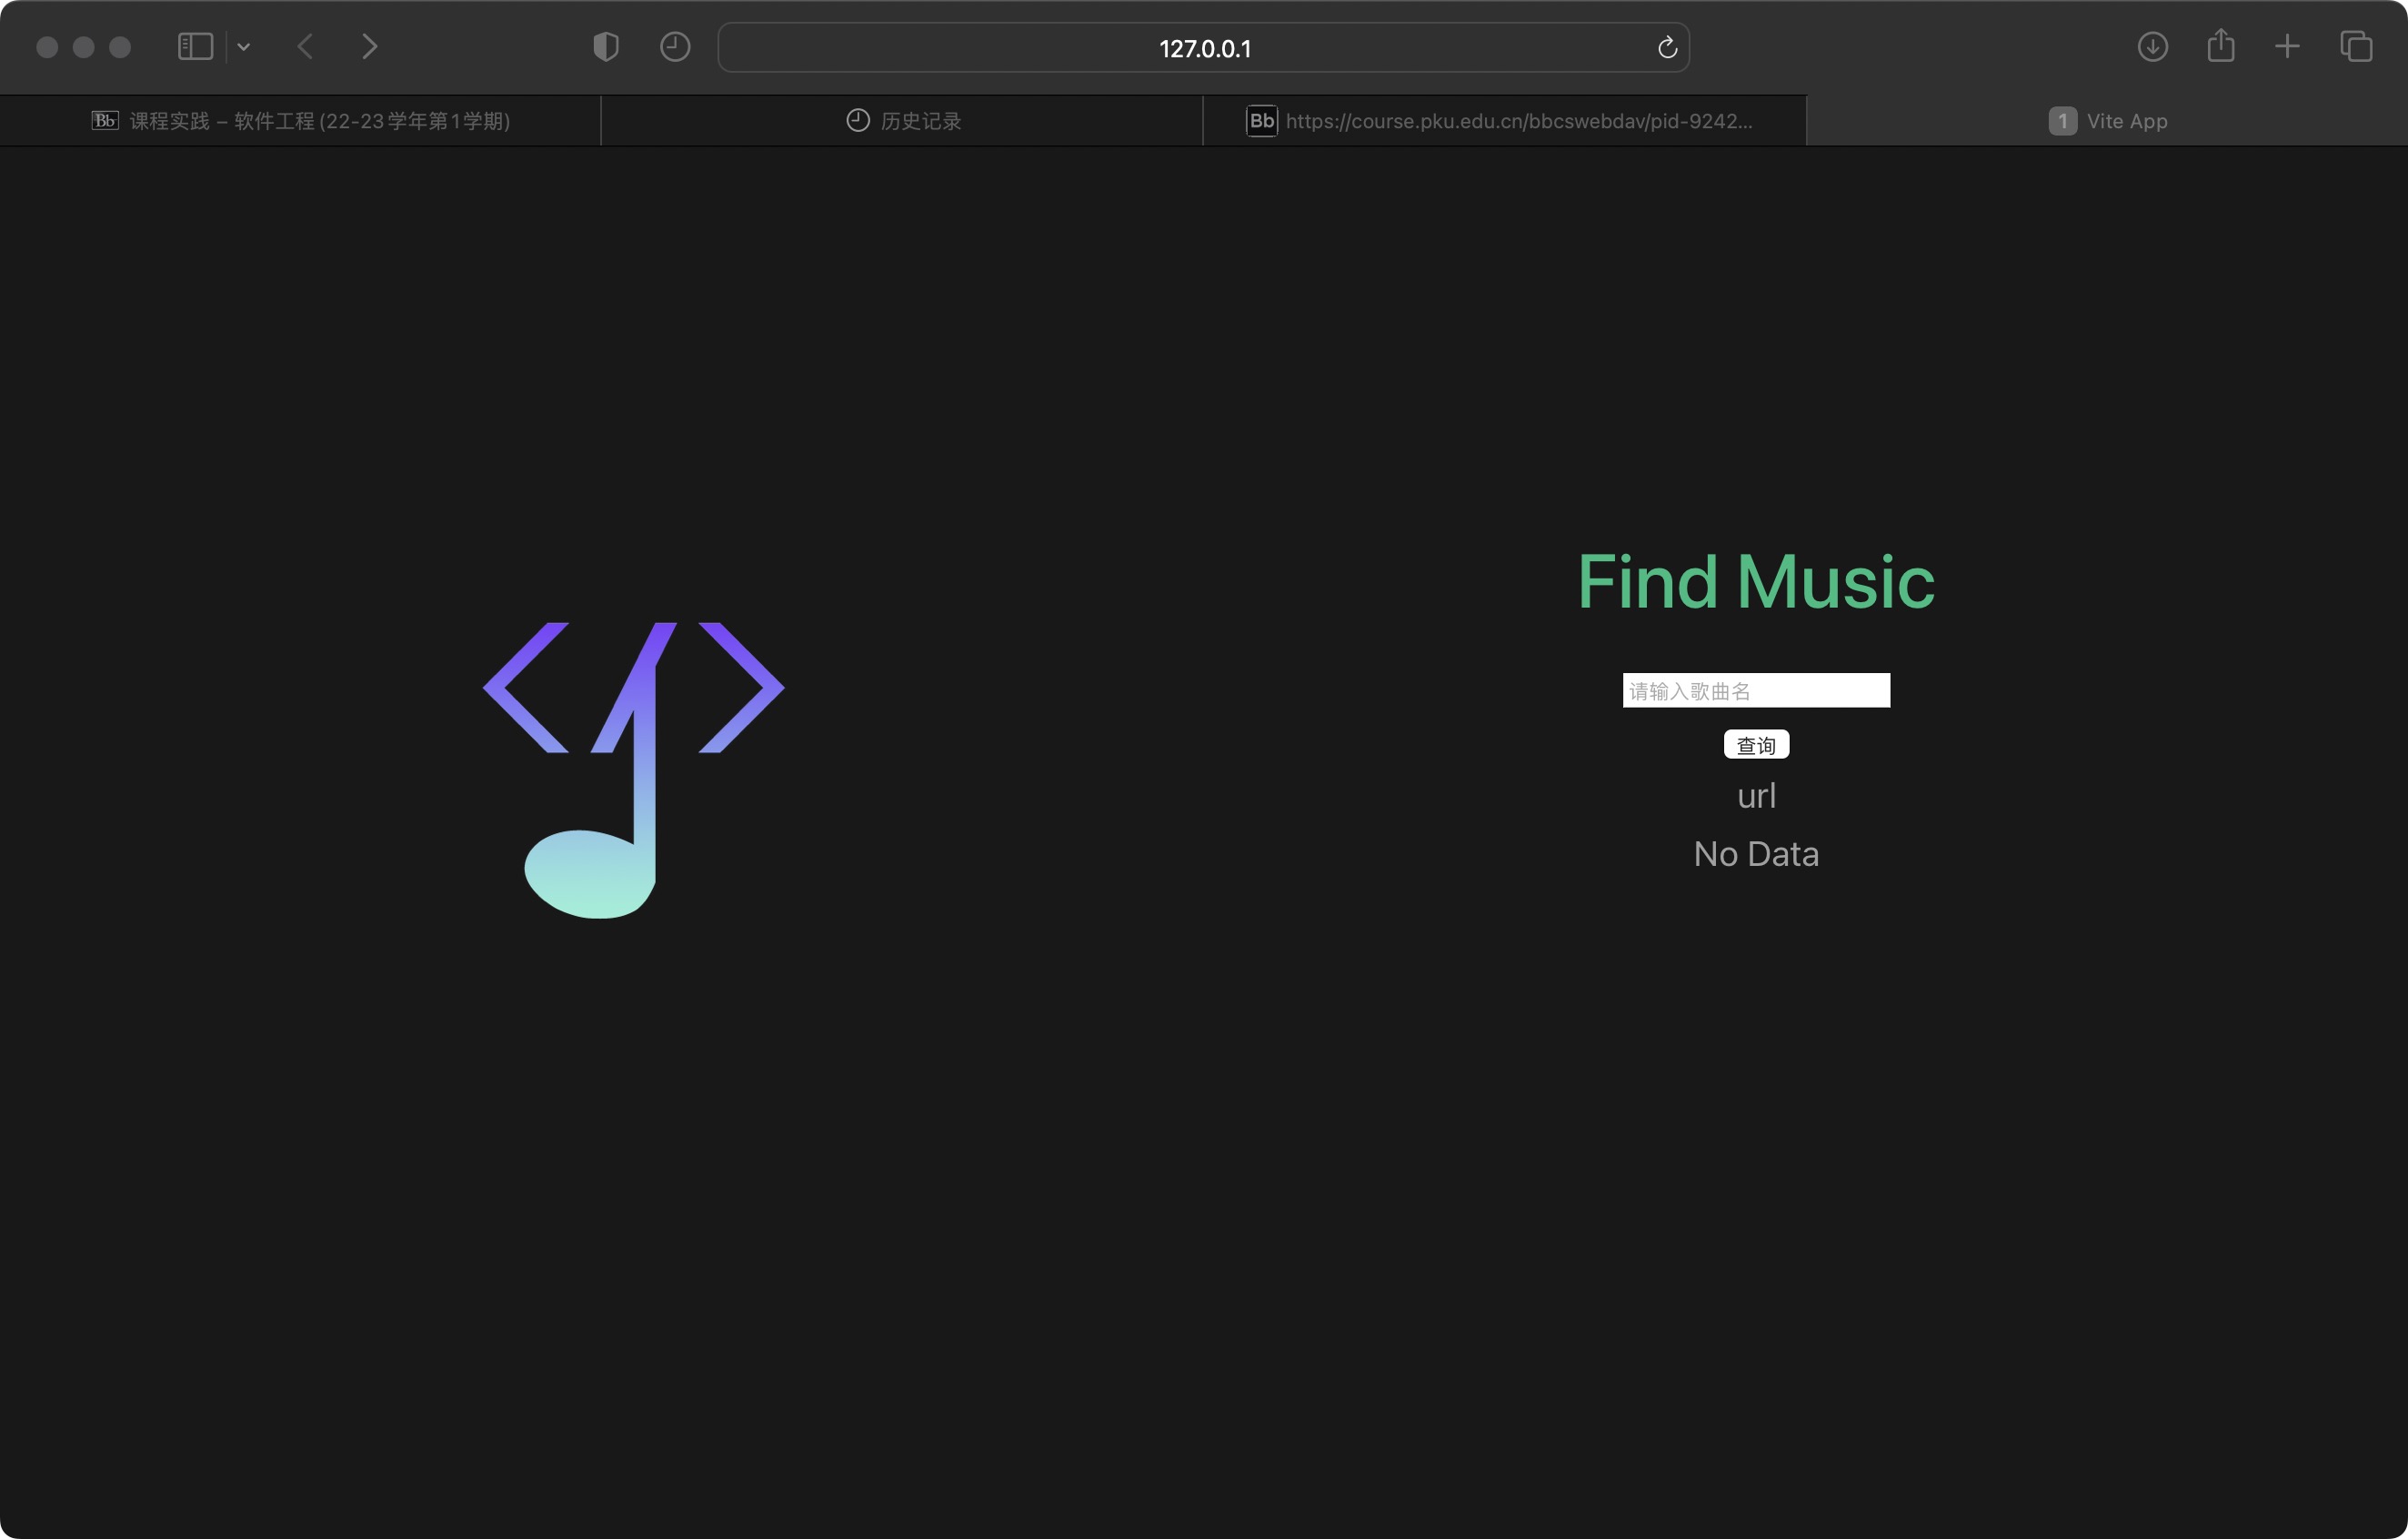 127.0.0.1
Bb 课程实践 – 软件工程 (22-23学年第1学期)
历史记录
Bb https://course.pku.edu.cn/bbcswebdav/pid-9242...
1 Vite App
Find Music
请输入歌曲名
查询
url
No Data